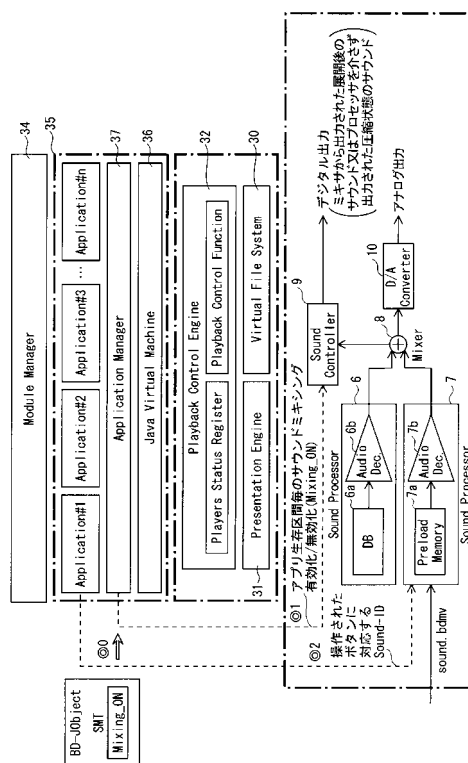 Module Manager
34
35
Application#1
Application#2
Application#3
...
Application#n
Application Manager
37
Java Virtual Machine
36
BD-JObject
SMT
Mixing_ON
◎0
Playback Control Engine
32
Players Status Register
Playback Control Function
Presentation Engine
31
Virtual File System
30
◎1 アプリ生存区間毎のサウンドミキシング
有効化/無効化(Mixing_ON)
◎2
操作された
ボタンに
対応する
Sound-ID
Sound Processor
6
6a
DB
6b
Audio
Dec.
7
7a
Preload
Memory
7b
Audio
Dec.
Sound Processor
sound.bdmv
Sound
Controller
9
8
Mixer
D/A
Converter
10
デジタル出力
ミキサから出力された展開後の
サウンド又はプロセッサを介さず
出力された圧縮状態のサウンド
アナログ出力